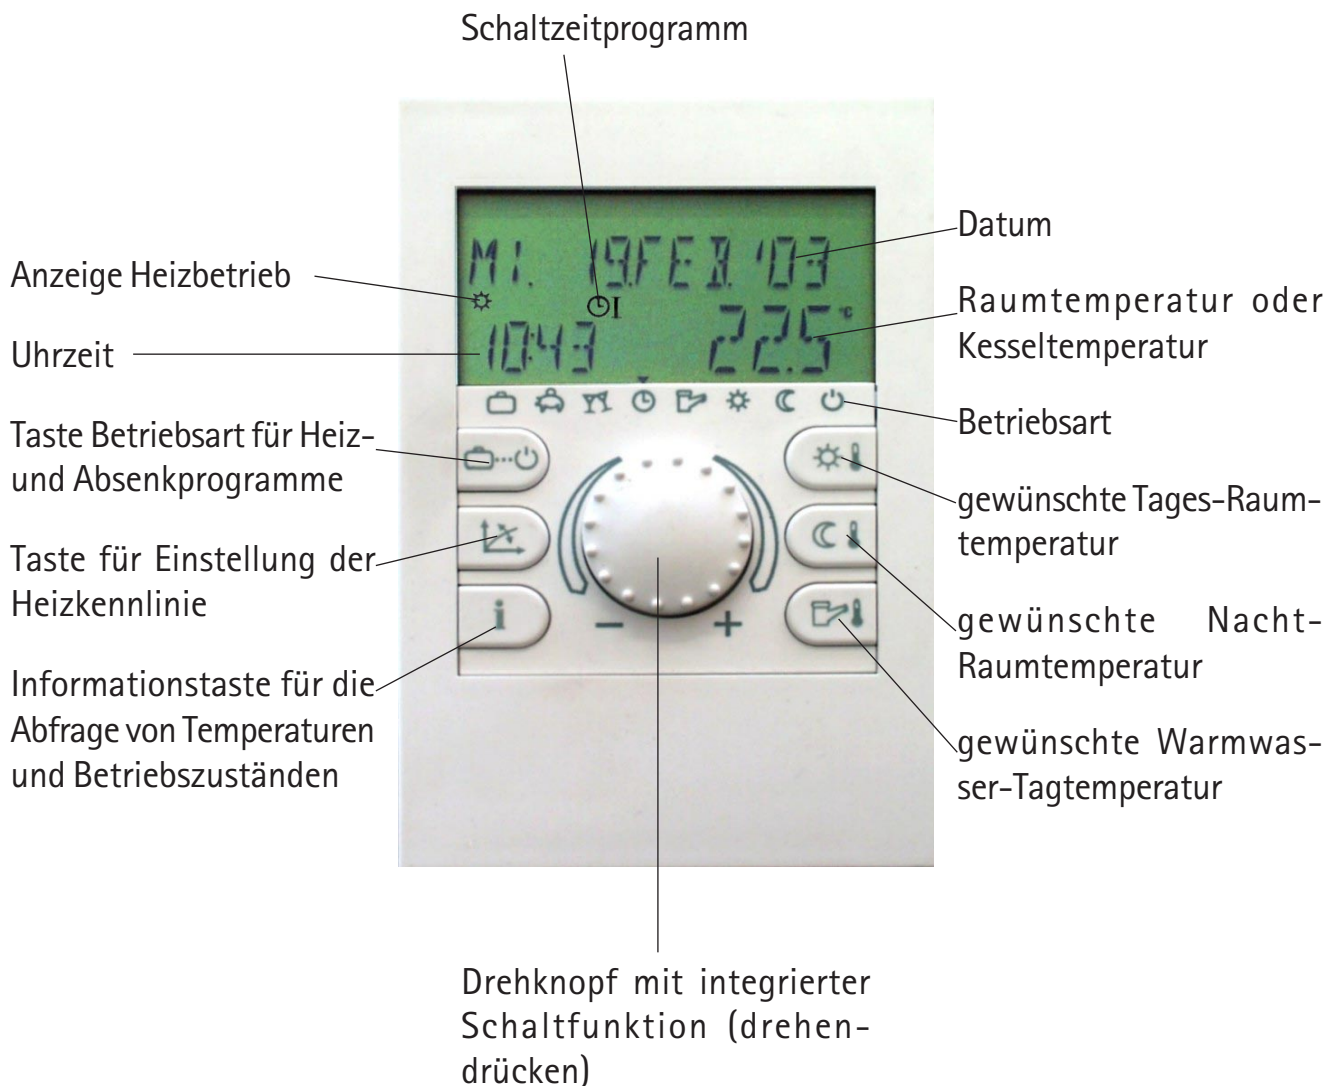 Schaltzeitprogramm
Anzeige Heizbetrieb
Uhrzeit
Taste Betriebsart für Heiz-
und Absenkprogramme
Taste für Einstellung der
Heizkennlinie
Informationstaste für die
Abfrage von Temperaturen
und Betriebszuständen
MI. 19.FEB.'03
I
10:43 22.5 °C
i
− +
Datum
Raumtemperatur oder
Kesseltemperatur
Betriebsart
gewünschte Tages-Raum-
temperatur
gewünschte Nacht-
Raumtemperatur
gewünschte Warmwas-
ser-Tagtemperatur
Drehknopf mit integrierter
Schaltfunktion (drehen-
drücken)